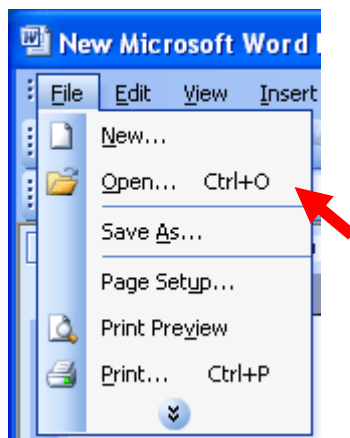 New Microsoft Word
File Edit View Insert
New...
Open... Ctrl+O
Save As...
Page Setup...
Print Preview
Print... Ctrl+P